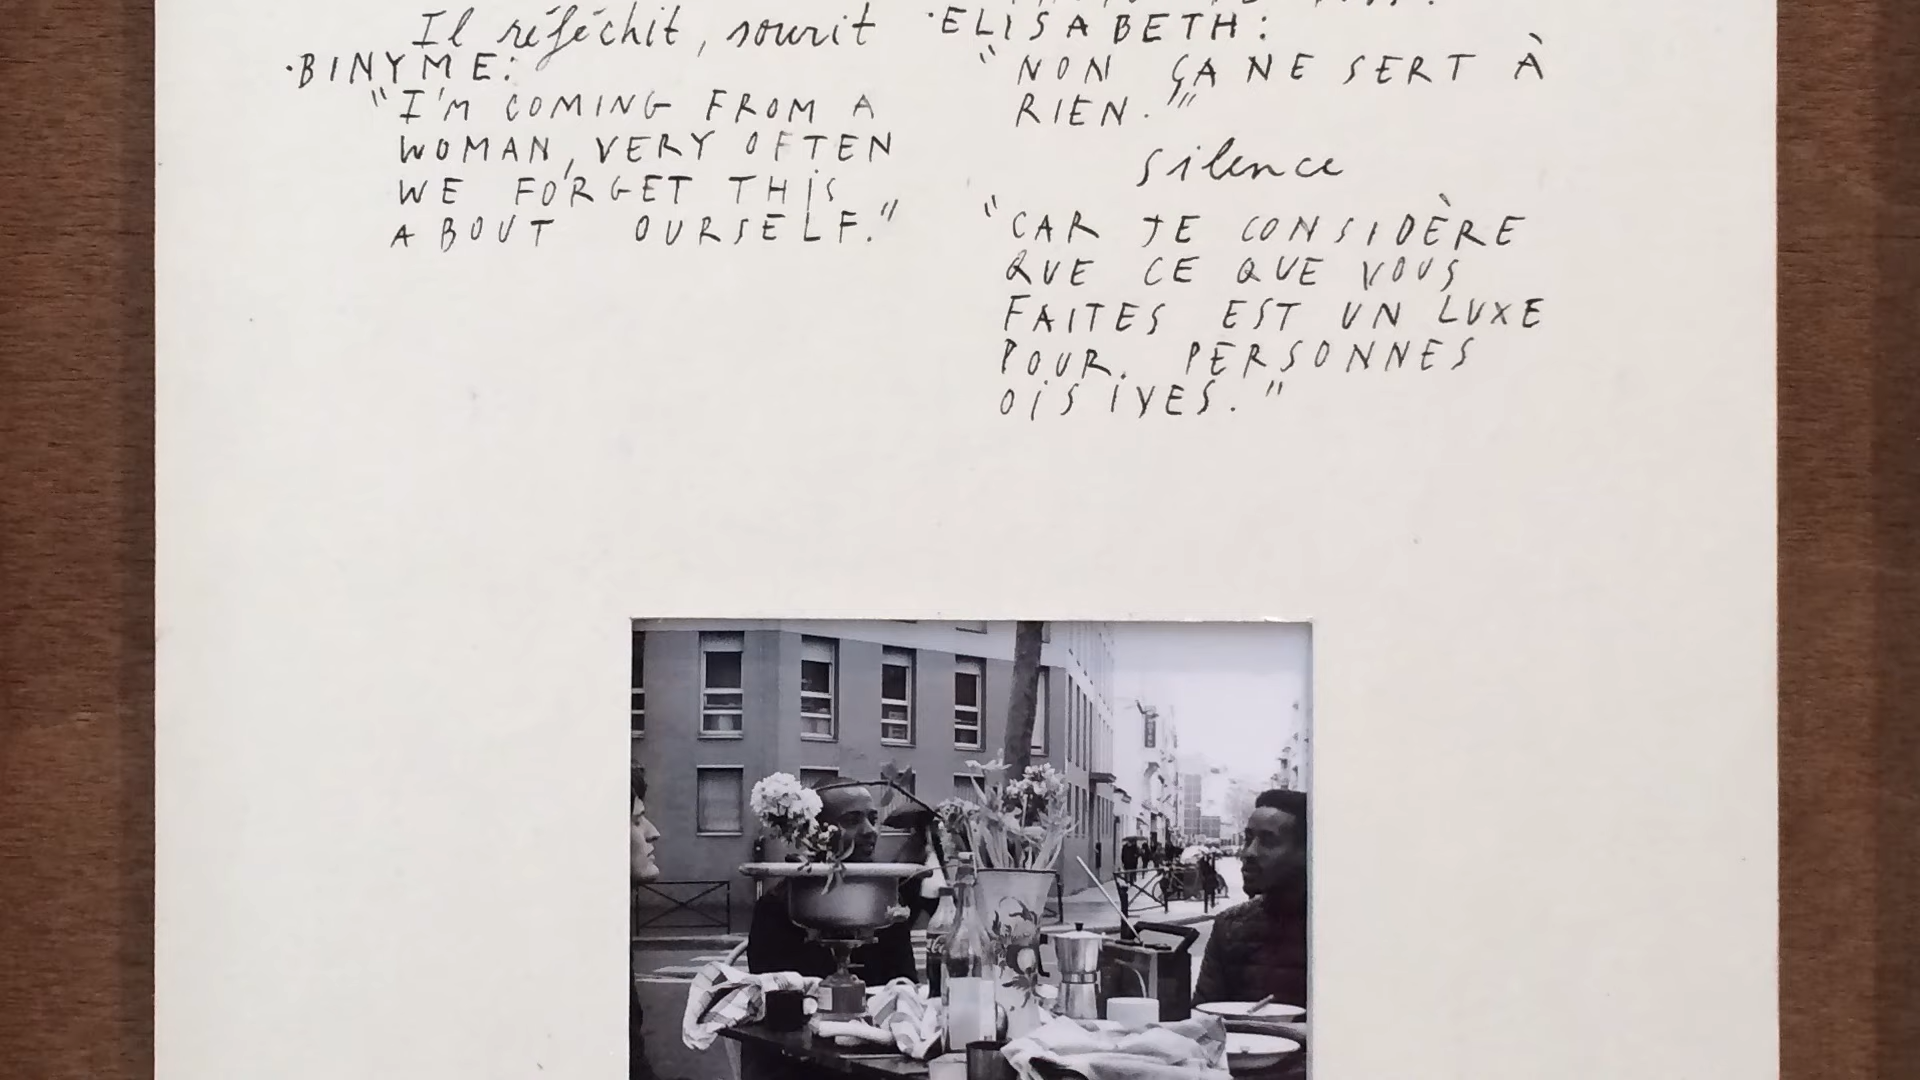 Il réféchit, sourit
·BINYME:
"I'M COMING FROM A
WOMAN, VERY OFTEN
WE FORGET THIS
ABOUT OURSELF."
·ELISABETH:
"NON ÇA NE SERT À
RIEN."
silence
"CAR JE CONSIDÈRE
QUE CE QUE VOUS
FAITES EST UN LUXE
POUR. PERSONNES
OISIVES."